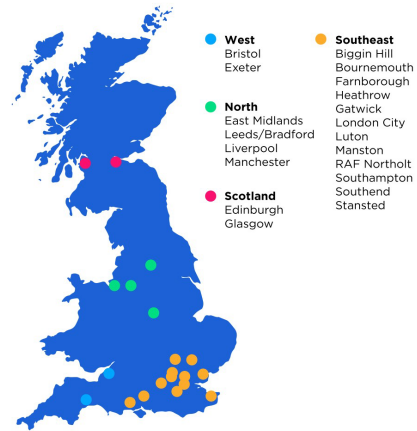 West
Bristol
Exeter
North
East Midlands
Leeds/Bradford
Liverpool
Manchester
Scotland
Edinburgh
Glasgow
Southeast
Biggin Hill
Bournemouth
Farnborough
Heathrow
Gatwick
London City
Luton
Manston
RAF Northolt
Southampton
Southend
Stansted